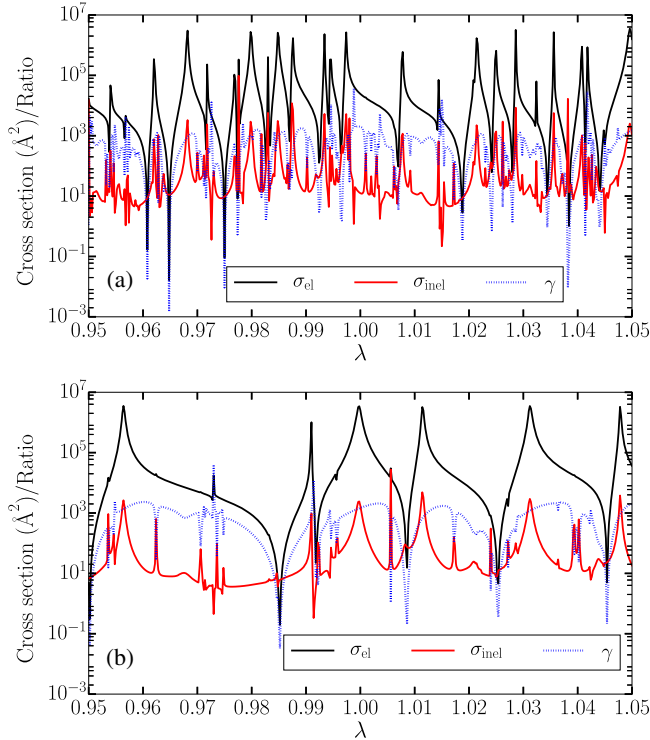 10^7
10^5
10^3
10^1
10^{-1}
10^{-3}
Cross section (Å^2)/Ratio
(a)
σ_el σ_inel γ
0.95 0.96 0.97 0.98 0.99 1.00 1.01 1.02 1.03 1.04 1.05
λ
10^7
10^5
10^3
10^1
10^{-1}
10^{-3}
Cross section (Å^2)/Ratio
(b)
σ_el σ_inel γ
0.95 0.96 0.97 0.98 0.99 1.00 1.01 1.02 1.03 1.04 1.05
λ